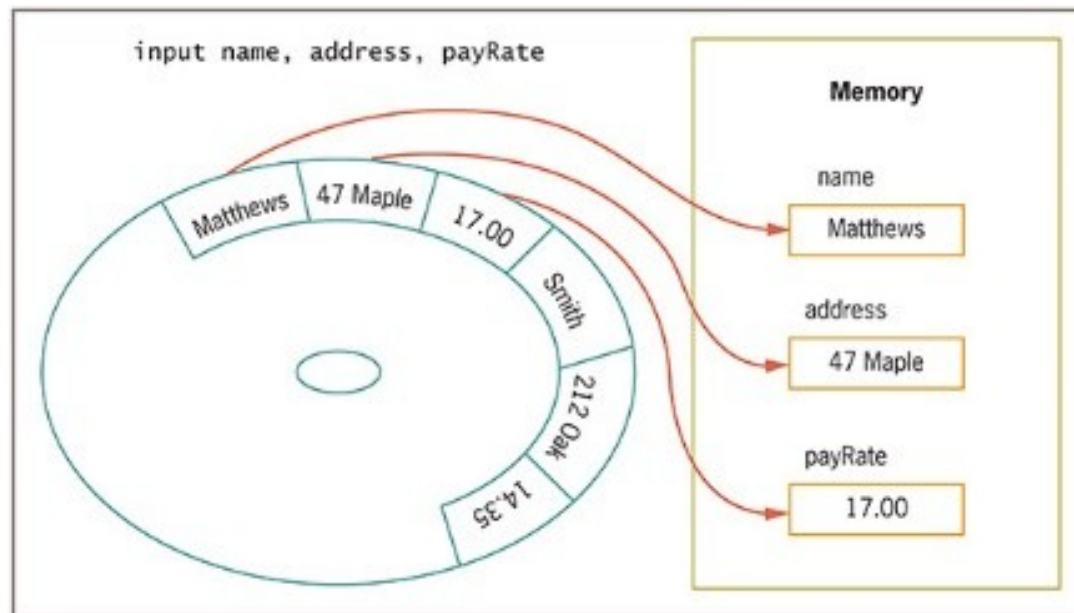 input name, address, payRate
Matthews
47 Maple
17.00
Smith
212 Oak
14.35
Memory
name
Matthews
address
47 Maple
payRate
17.00